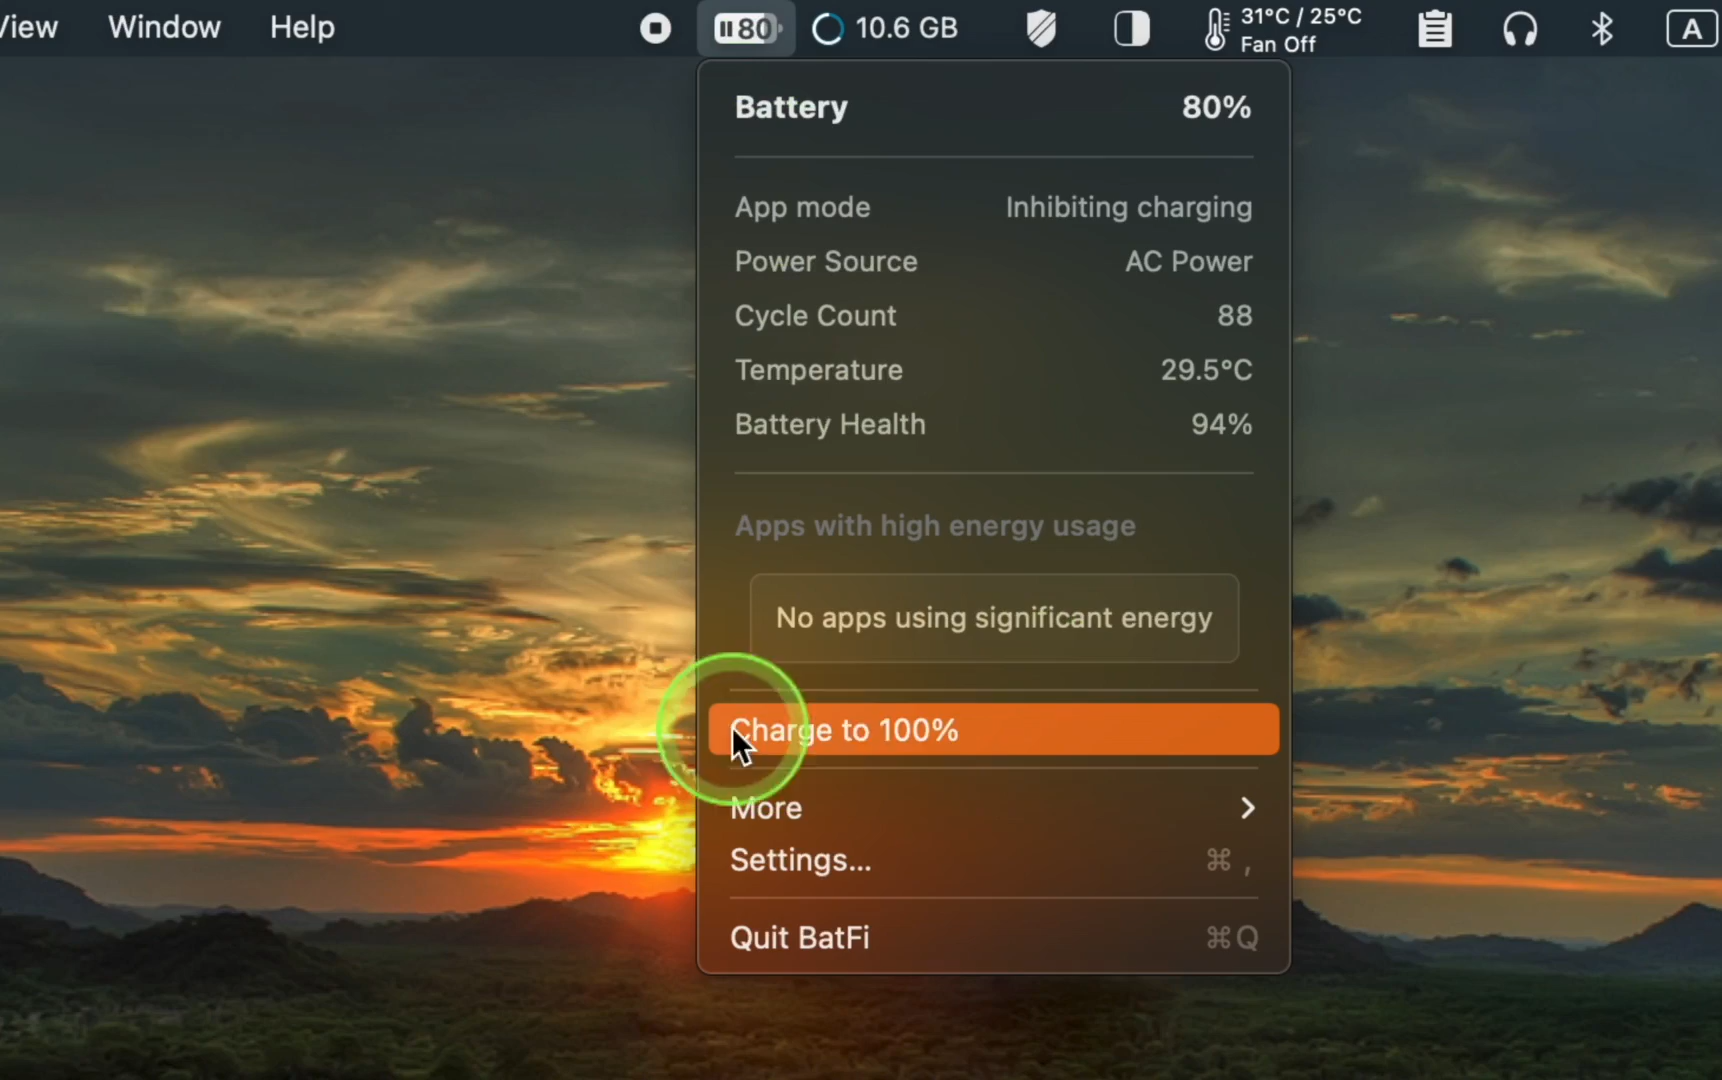 View Window Help 80 10.6 GB 31°C / 25°C A
Fan Off
Battery 80%
App mode Inhibiting charging
Power Source AC Power
Cycle Count 88
Temperature 29.5°C
Battery Health 94%
Apps with high energy usage
No apps using significant energy
Charge to 100%
More
Settings... ⌘ ,
Quit BatFi ⌘Q